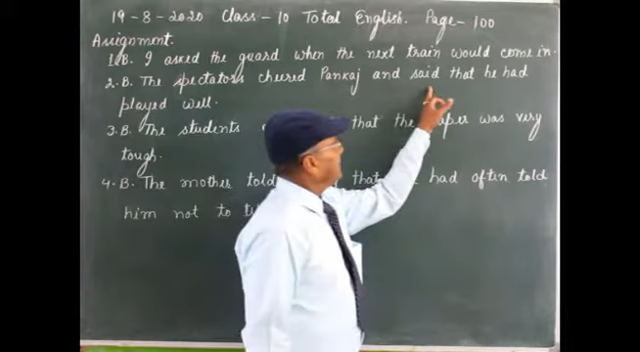 19-8-2020 Class-10 Total English. Page-100
Assignment.
1.B. I asked the guard when the next train would come in.
2.B. The spectators cheered Pankaj and said that he had
played well.
3.B. The students that the paper was very
tough.
4.B. The mother told that had often told
him not to